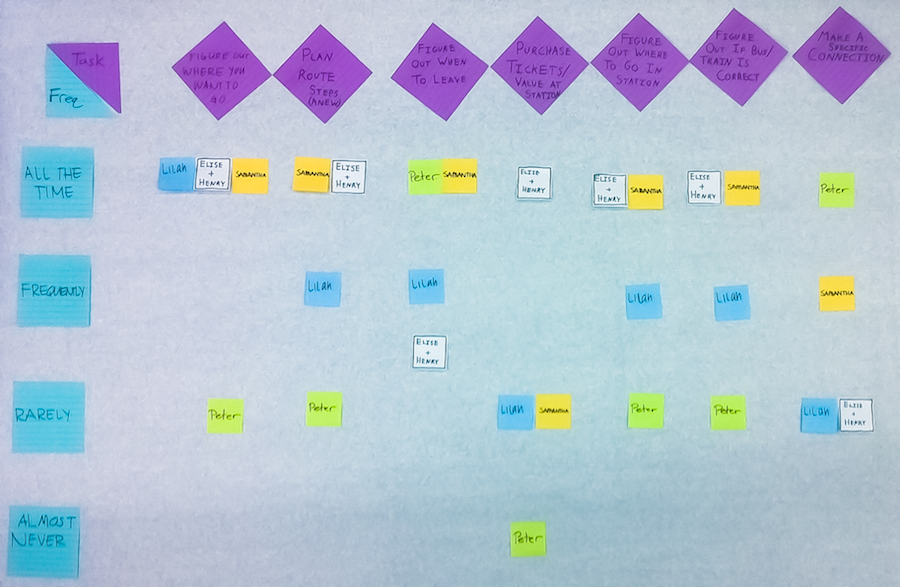 Task
Freq
FIGURE OUT
WHERE YOU
WANT TO
GO
PLAN
ROUTE
STEPS
(ANEW)
FIGURE
OUT WHEN
TO LEAVE
PURCHASE
TICKETS/
VALUE AT
STATION
FIGURE
OUT WHERE
TO GO IN
STATION
FIGURE
OUT IF BUS/
TRAIN IS
CORRECT
MAKE A
SPECIFIC
CONNECTION
ALL THE
TIME
Lilah
ELISE
+
HENRY
SAMANTHA
SAMANTHA
ELISE
+
HENRY
Peter
SAMANTHA
ELISE
+
HENRY
ELISE
+
HENRY
SAMANTHA
ELISE
+
HENRY
SAMANTHA
Peter
FREQUENTLY
Lilah
Lilah
Lilah
Lilah
SAMANTHA
ELISE
+
HENRY
RARELY
Peter
Peter
Lilah
SAMANTHA
Peter
Peter
Lilah
ELISE
+
HENRY
ALMOST
NEVER
Peter